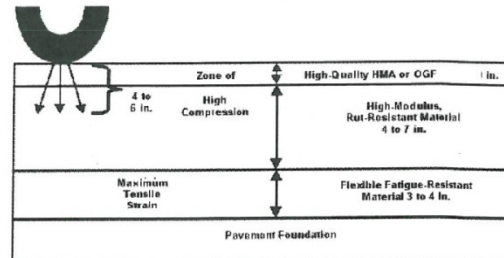 Zone of
High-Quality HMA or OGF
in.
4 to
6 in.
High
Compression
High-Modulus,
Rut-Resistant Material
4 to 7 in.
Maximum
Tensile
Strain
Flexible Fatigue-Resistant
Material 3 to 4 in.
Pavement Foundation